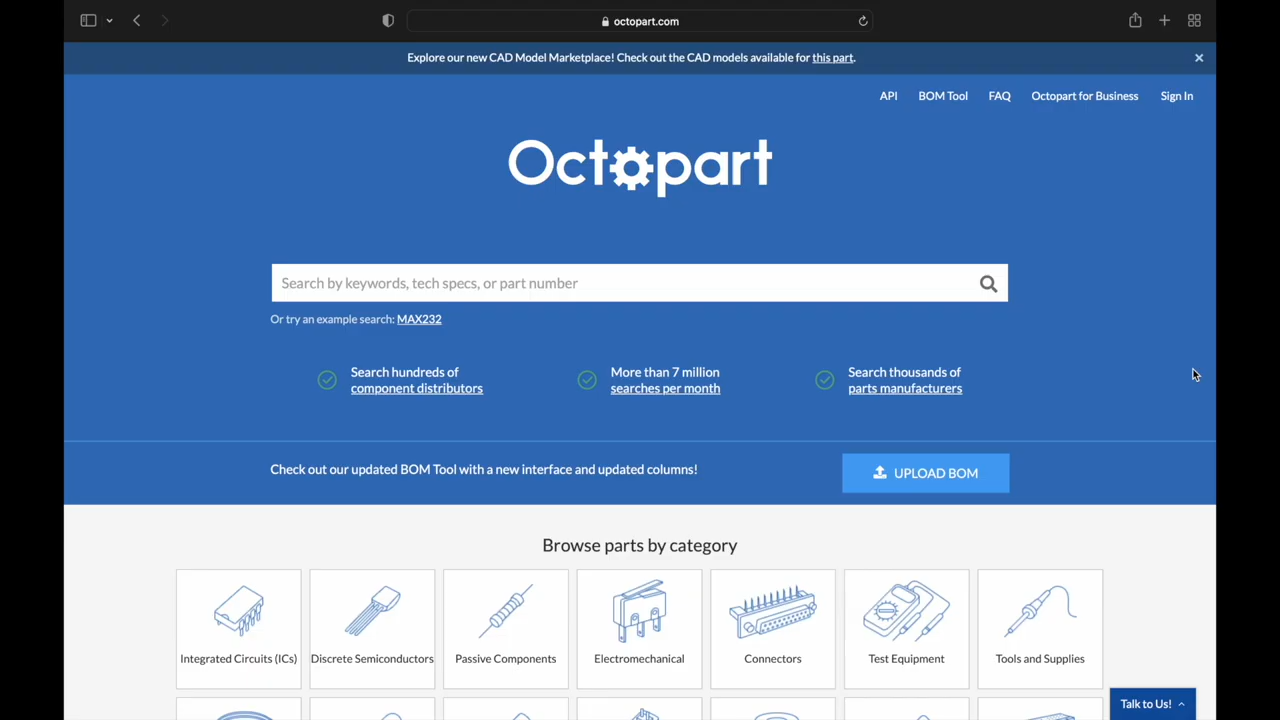 octopart.com
Explore our new CAD Model Marketplace! Check out the CAD models available for this part.
API BOM Tool FAQ Octopart for Business Sign In
Octopart
Search by keywords, tech specs, or part number
Or try an example search: MAX232
Search hundreds of
component distributors
More than 7 million
searches per month
Search thousands of
parts manufacturers
Check out our updated BOM Tool with a new interface and updated columns!
UPLOAD BOM
Browse parts by category
Integrated Circuits (ICs)
Discrete Semiconductors
Passive Components
Electromechanical
Connectors
Test Equipment
Tools and Supplies
Talk to Us!